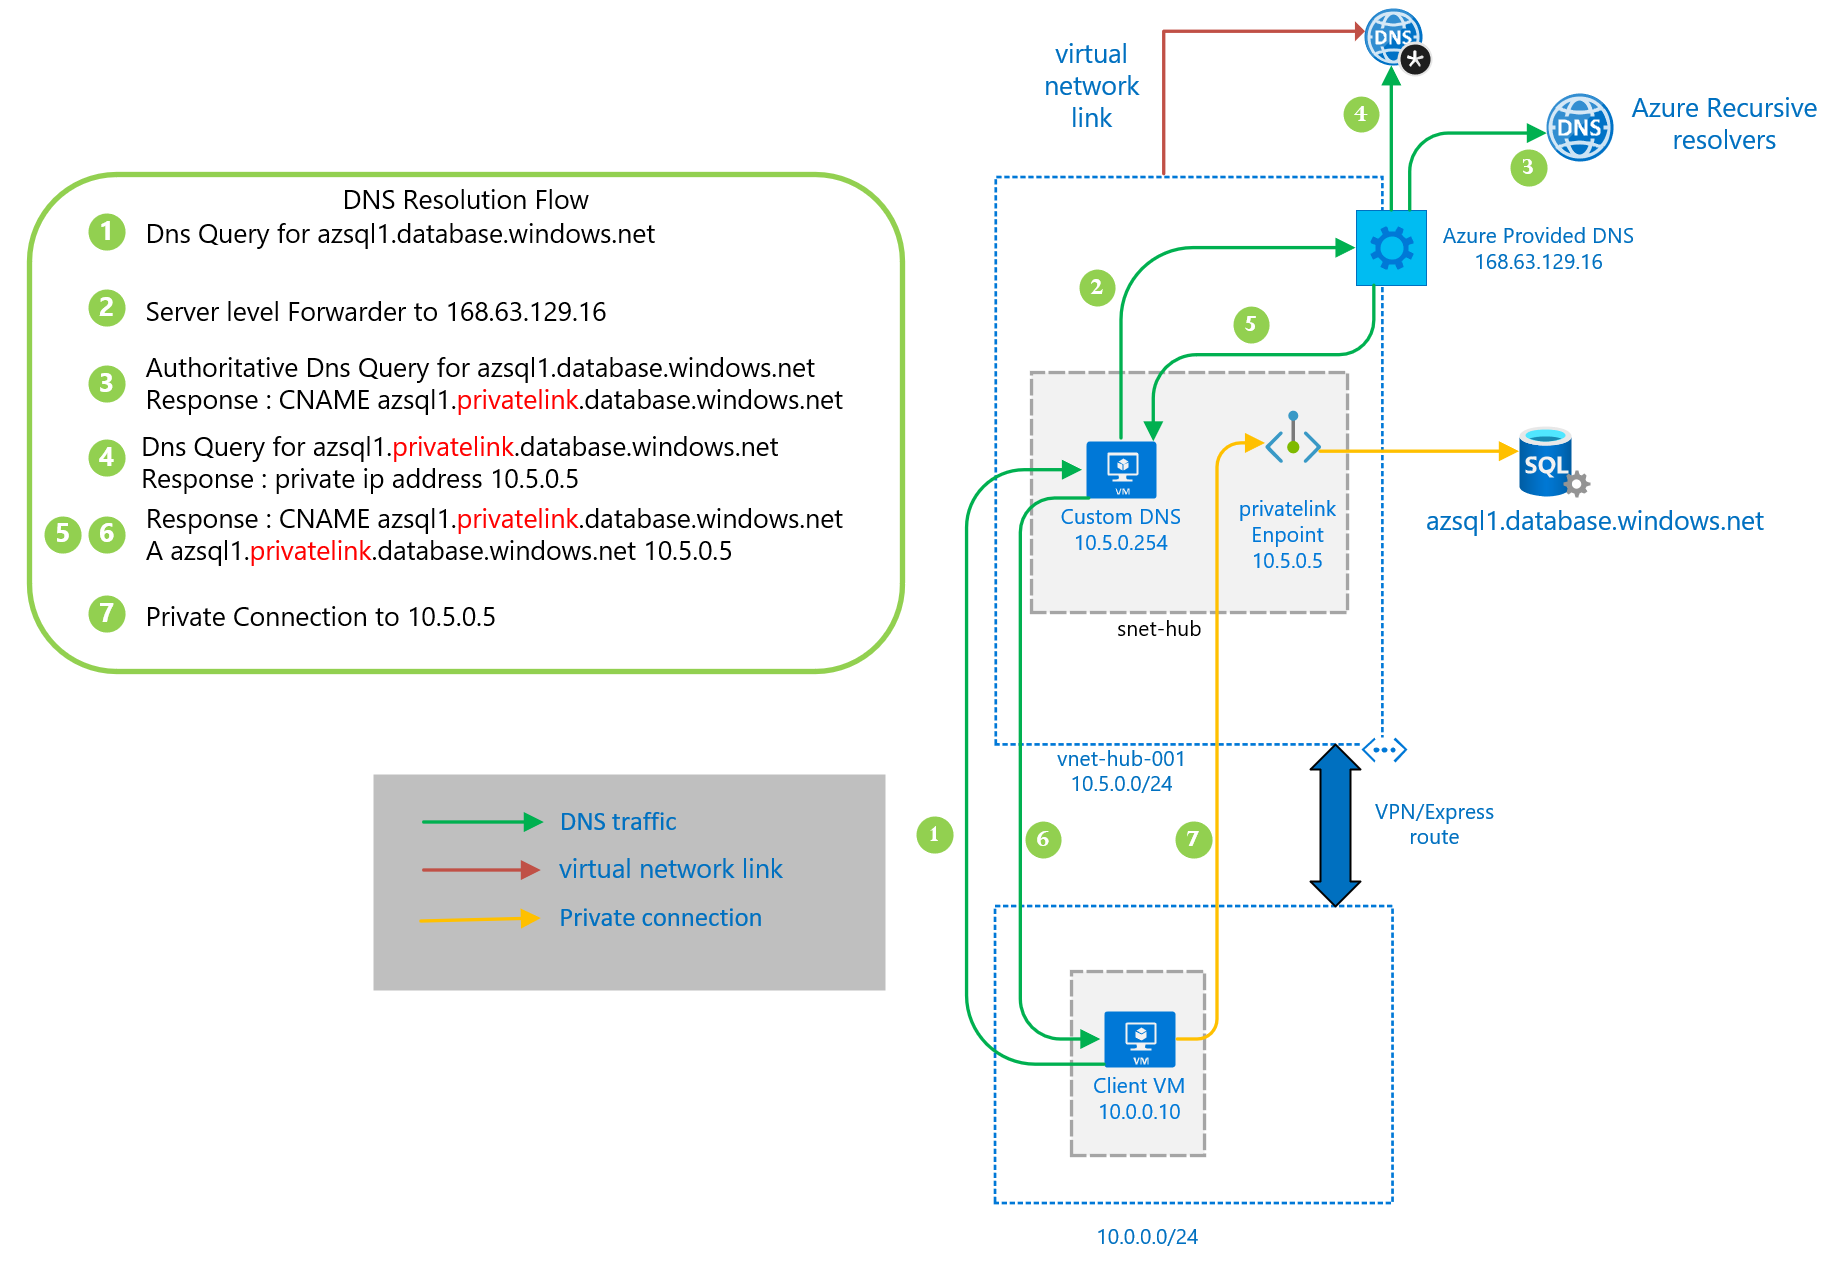 virtual
network
link
DNS
*
4
DNS
Azure Recursive
resolvers
3
DNS Resolution Flow
1
Dns Query for azsql1.database.windows.net
2
Server level Forwarder to 168.63.129.16
3
Authoritative Dns Query for azsql1.database.windows.net
Response : CNAME azsql1.privatelink.database.windows.net
4
Dns Query for azsql1.privatelink.database.windows.net
Response : private ip address 10.5.0.5
5 6
Response : CNAME azsql1.privatelink.database.windows.net
A azsql1.privatelink.database.windows.net 10.5.0.5
7
Private Connection to 10.5.0.5
Azure Provided DNS
168.63.129.16
2
5
VM
Custom DNS
10.5.0.254
privatelink
Enpoint
10.5.0.5
SQL
azsql1.database.windows.net
snet-hub
vnet-hub-001
10.5.0.0/24
DNS traffic
virtual network link
Private connection
1
6
7
VPN/Express
route
VM
Client VM
10.0.0.10
10.0.0.0/24